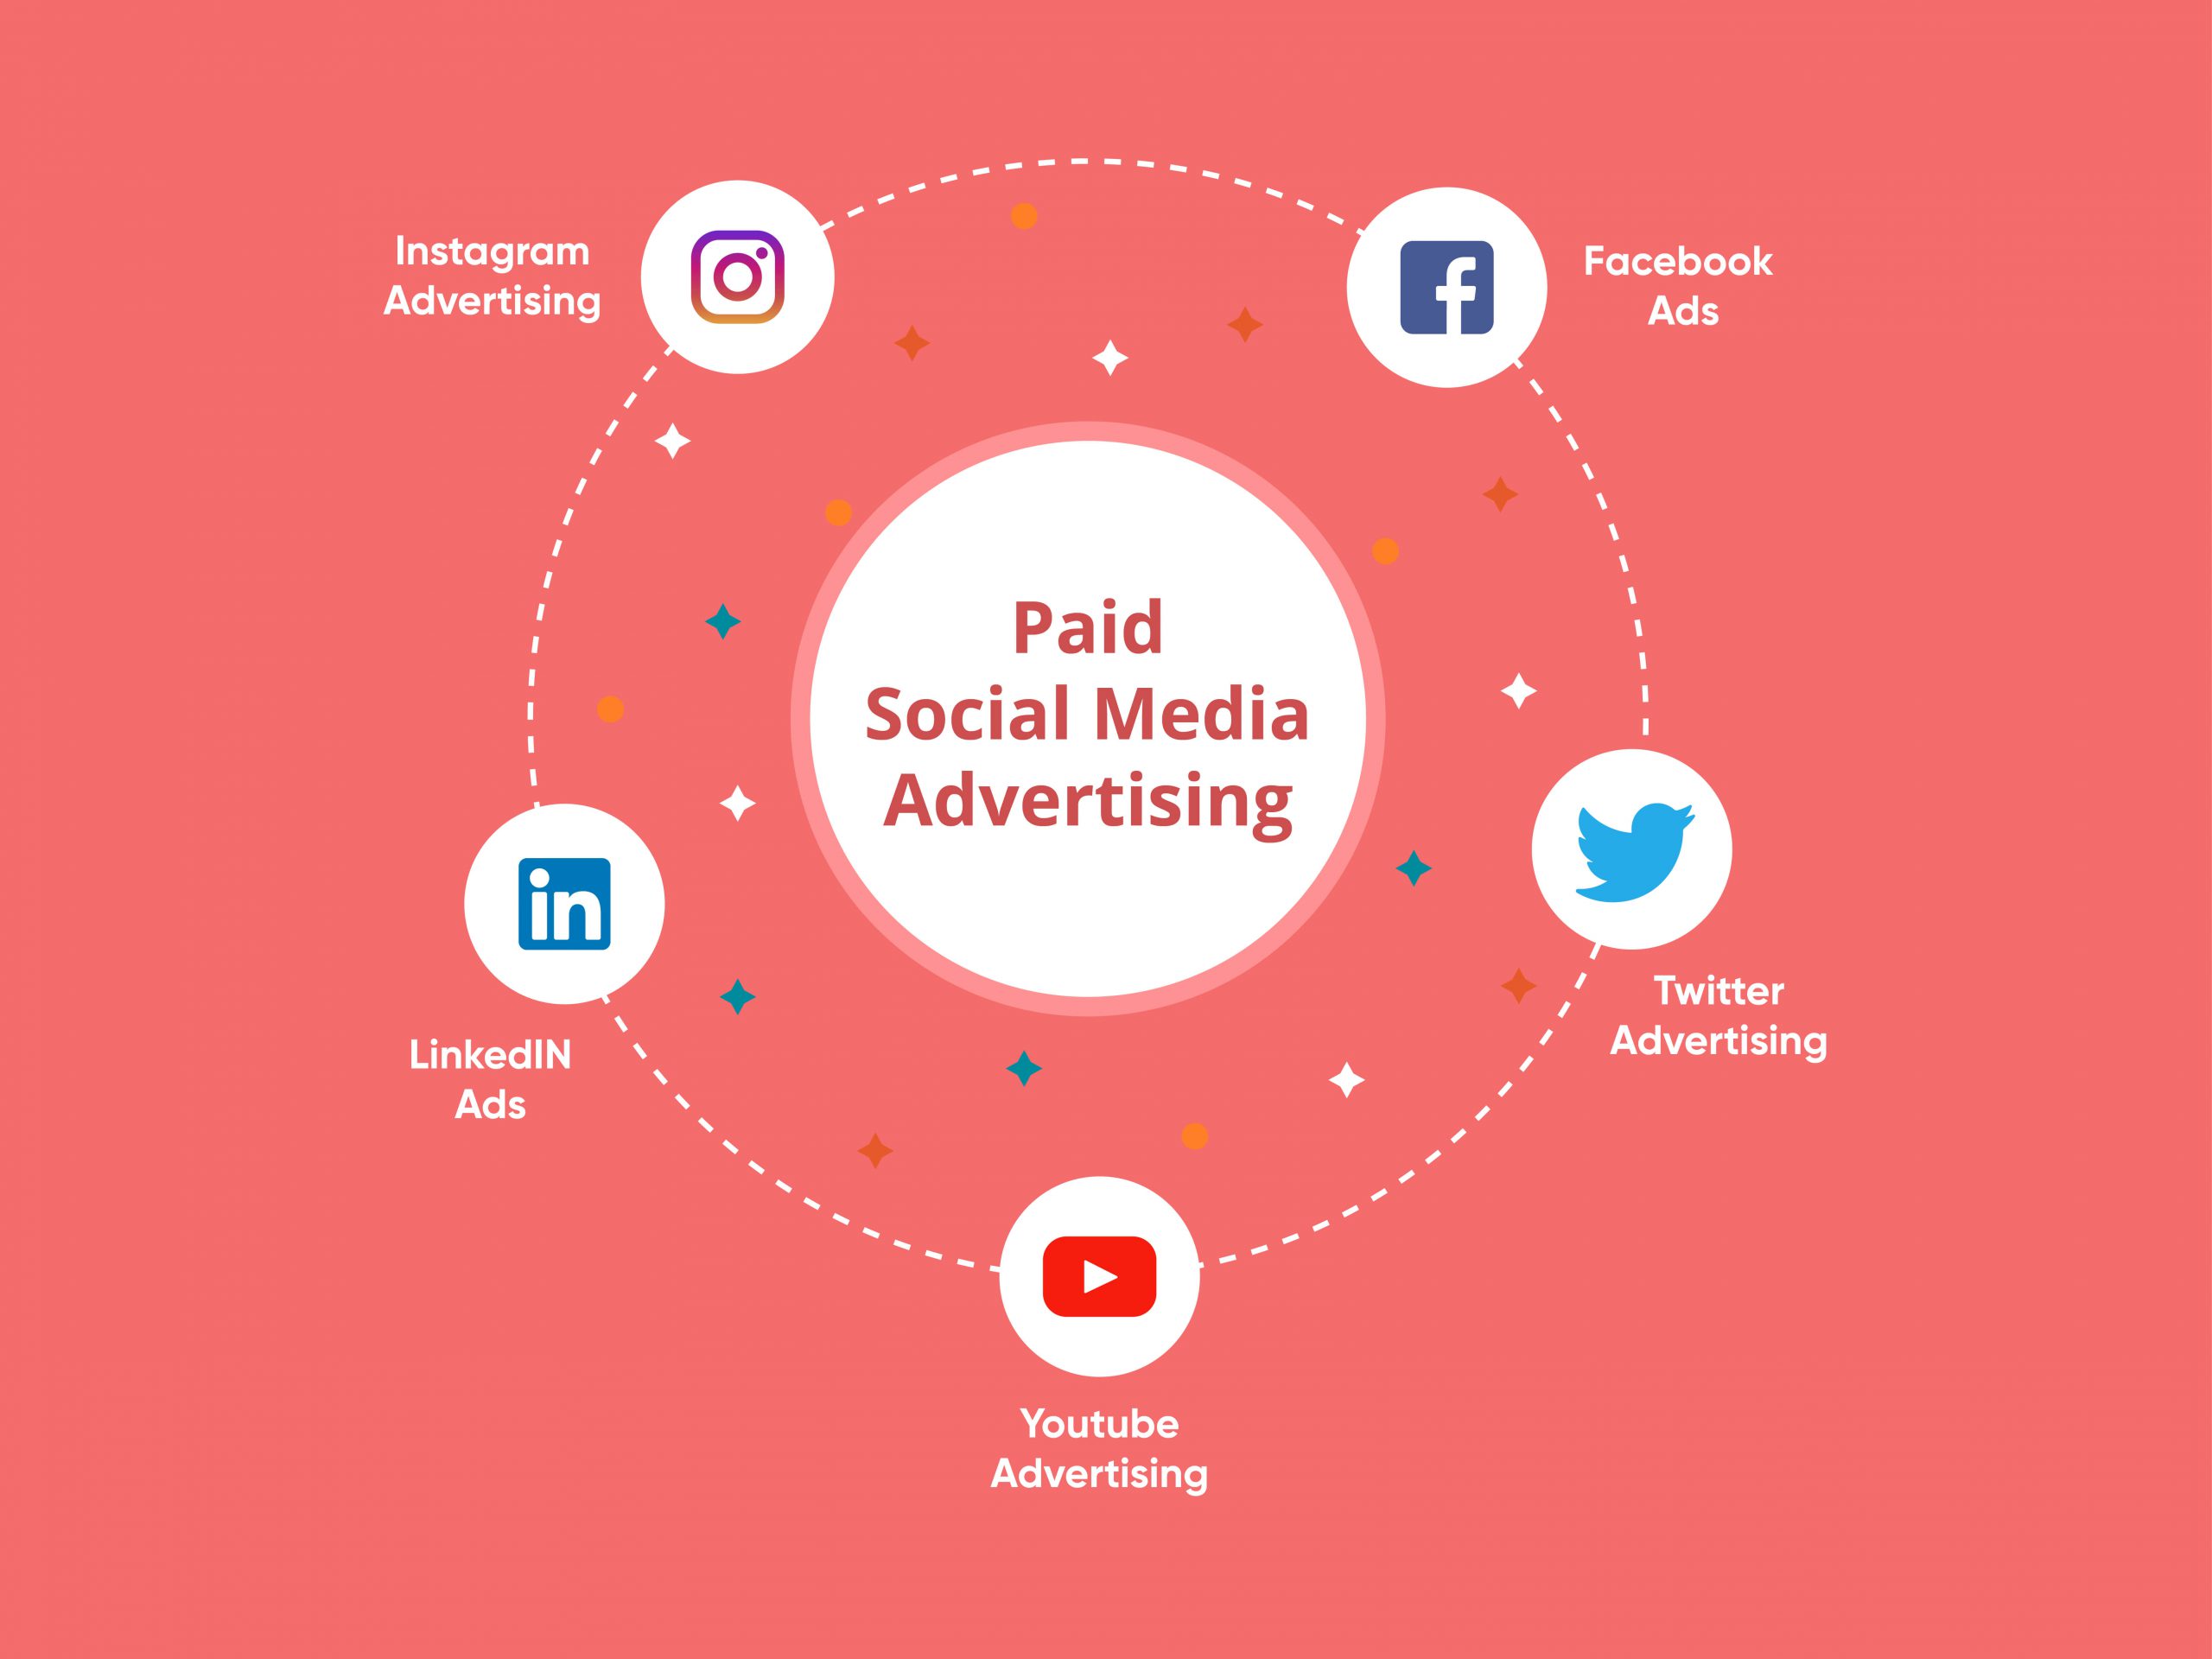 Instagram
Advertising
Facebook
Ads
Paid
Social Media
Advertising
in
Twitter
Advertising
LinkedIN
Ads
Youtube
Advertising